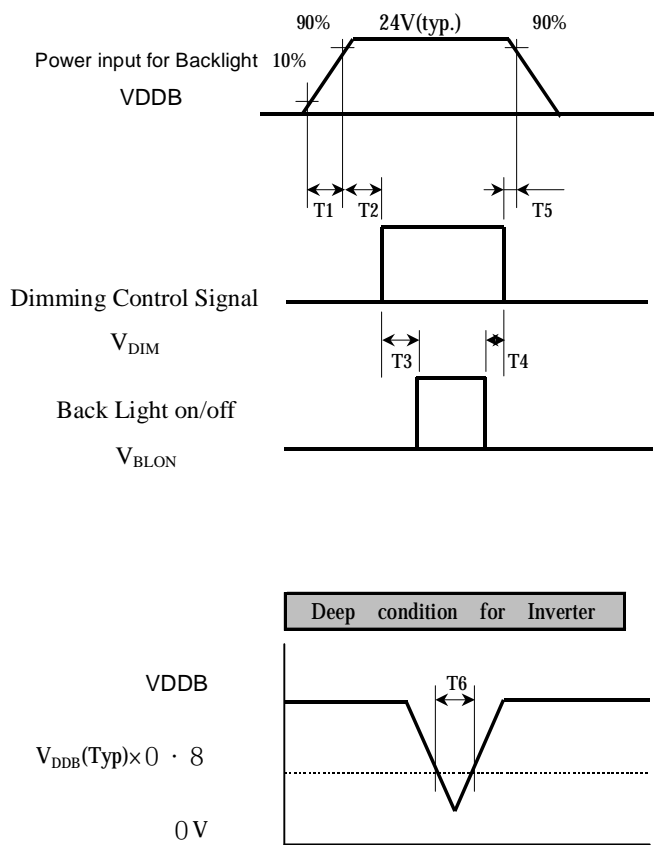 90% 24V(typ.) 90%
Power input for Backlight 10%
VDDB
T1 T2 T5
Dimming Control Signal
VDIM
T3 T4
Back Light on/off
VBLON
Deep condition for Inverter
VDDB T6
VDDB(Typ)×0・8
0V